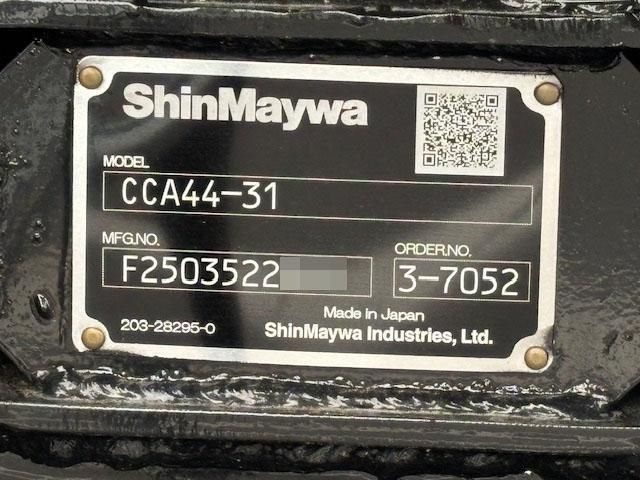 ShinMaywa
MODEL
CCA44-31
MFG.NO.
F2503522
ORDER.NO.
3-7052
Made in Japan
203-28295-0
ShinMaywa Industries, Ltd.